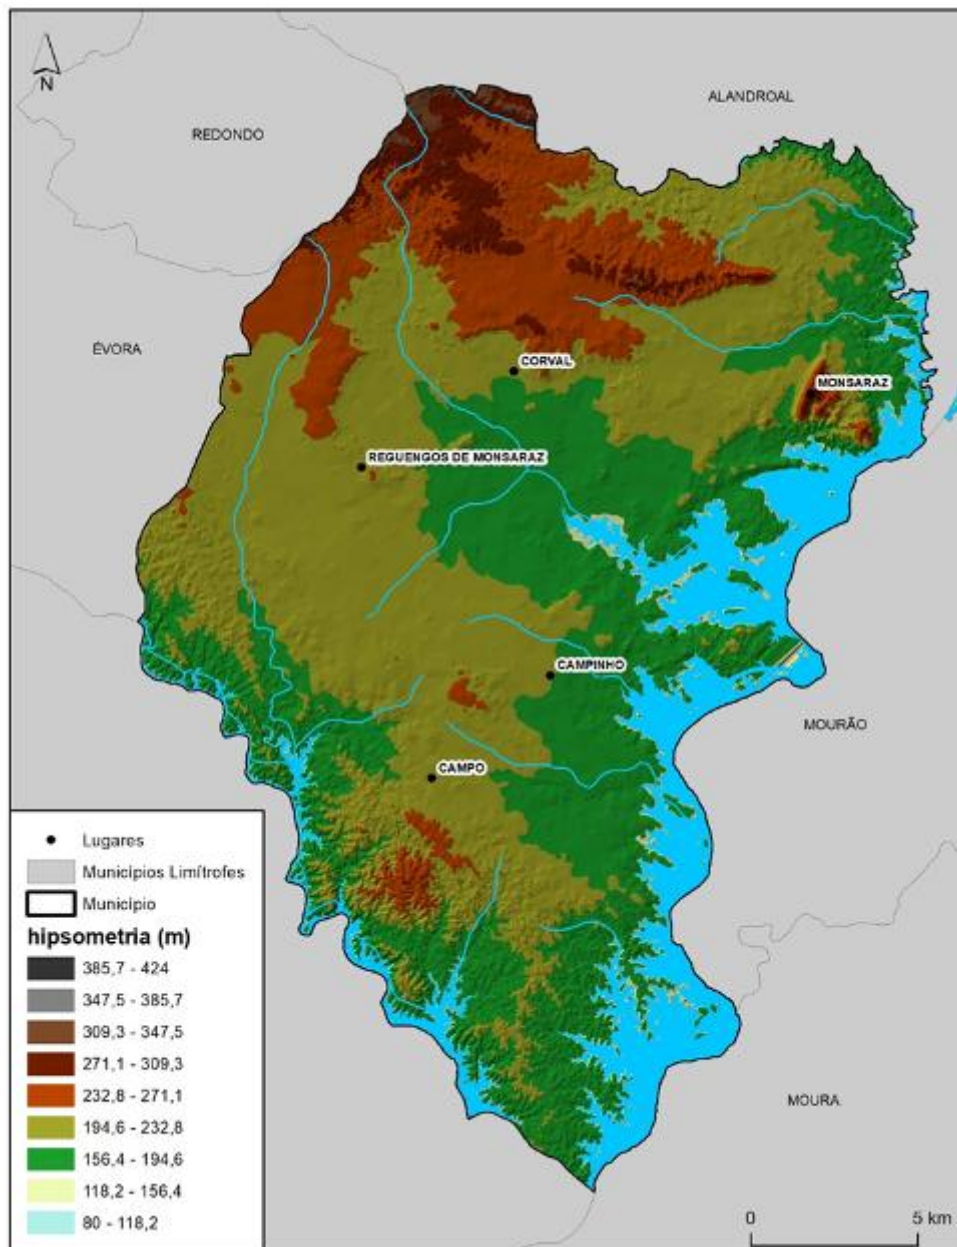 N
ALANDROAL
REDONDO
ÉVORA
CORVAL
MONSARAZ
REGUENGOS DE MONSARAZ
CAMPINHO
MOURÃO
CAMPO
MOURA
Lugares
Municípios Limítrofes
Município
hipsometria (m)
385,7 - 424
347,5 - 385,7
309,3 - 347,5
271,1 - 309,3
232,8 - 271,1
194,6 - 232,8
156,4 - 194,6
118,2 - 156,4
80 - 118,2
0 5 km